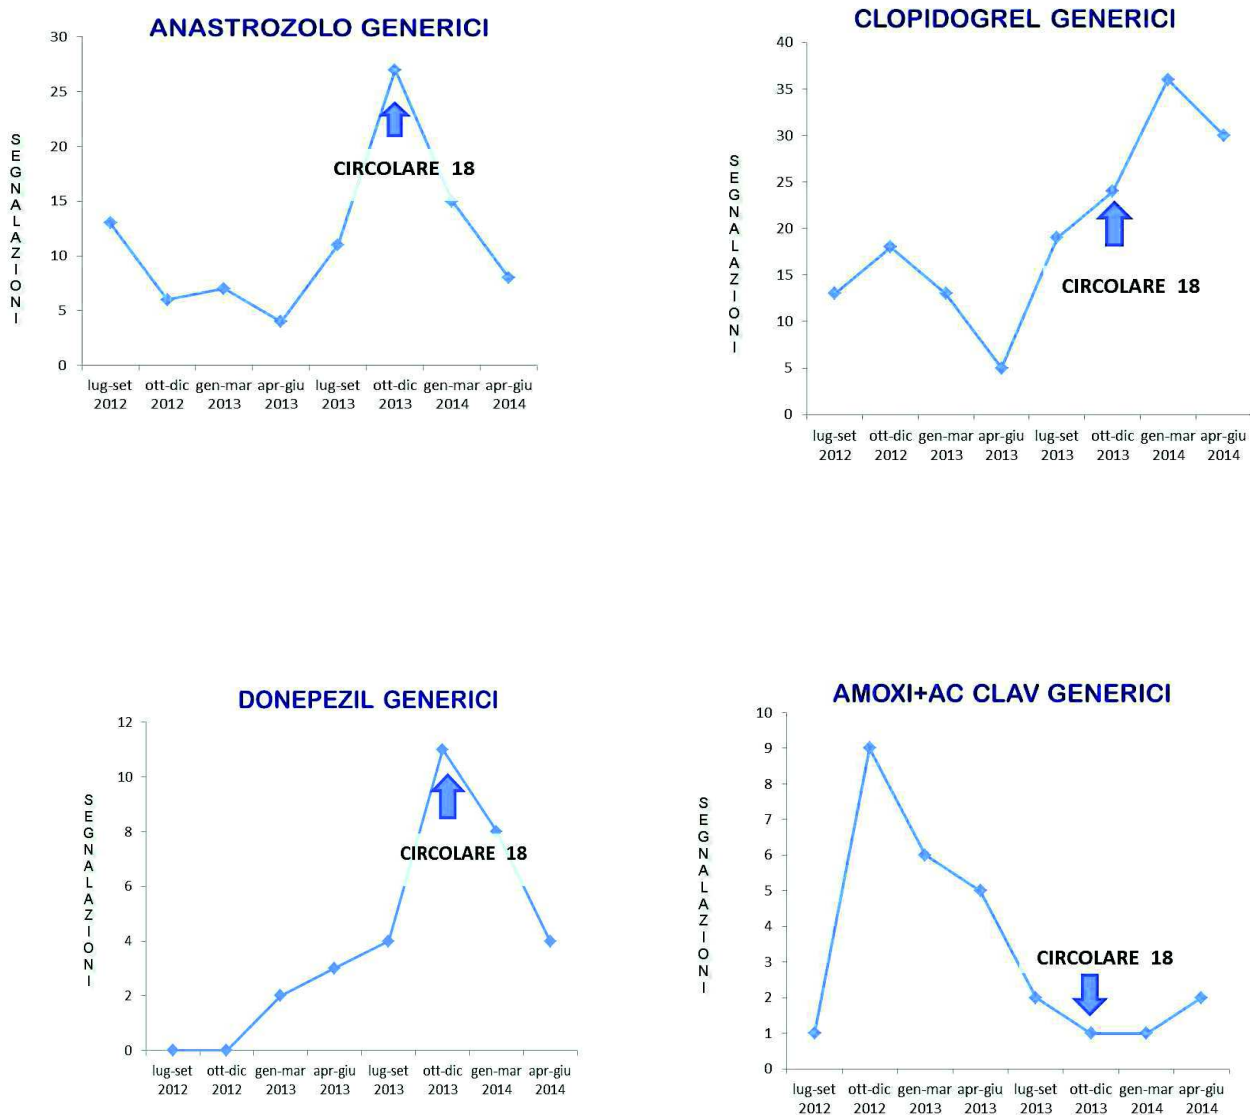 ANASTROZOLO GENERICI
SEGNALAZIONI
30
25
20
15
10
5
0
CIRCOLARE 18
lug-set ott-dic gen-mar apr-giu lug-set ott-dic gen-mar apr-giu
2012 2012 2013 2013 2013 2013 2014 2014
CLOPIDOGREL GENERICI
SEGNALAZIONI
40
35
30
25
20
15
10
5
0
CIRCOLARE 18
lug-set ott-dic gen-mar apr-giu lug-set ott-dic gen-mar apr-giu
2012 2012 2013 2013 2013 2013 2014 2014
DONEPEZIL GENERICI
SEGNALAZIONI
12
10
8
6
4
2
0
CIRCOLARE 18
lug-set ott-dic gen-mar apr-giu lug-set ott-dic gen-mar apr-giu
2012 2012 2013 2013 2013 2013 2014 2014
AMOXI+AC CLAV GENERICI
SEGNALAZIONI
10
9
8
7
6
5
4
3
2
1
0
CIRCOLARE 18
lug-set ott-dic gen-mar apr-giu lug-set ott-dic gen-mar apr-giu
2012 2012 2013 2013 2013 2013 2014 2014